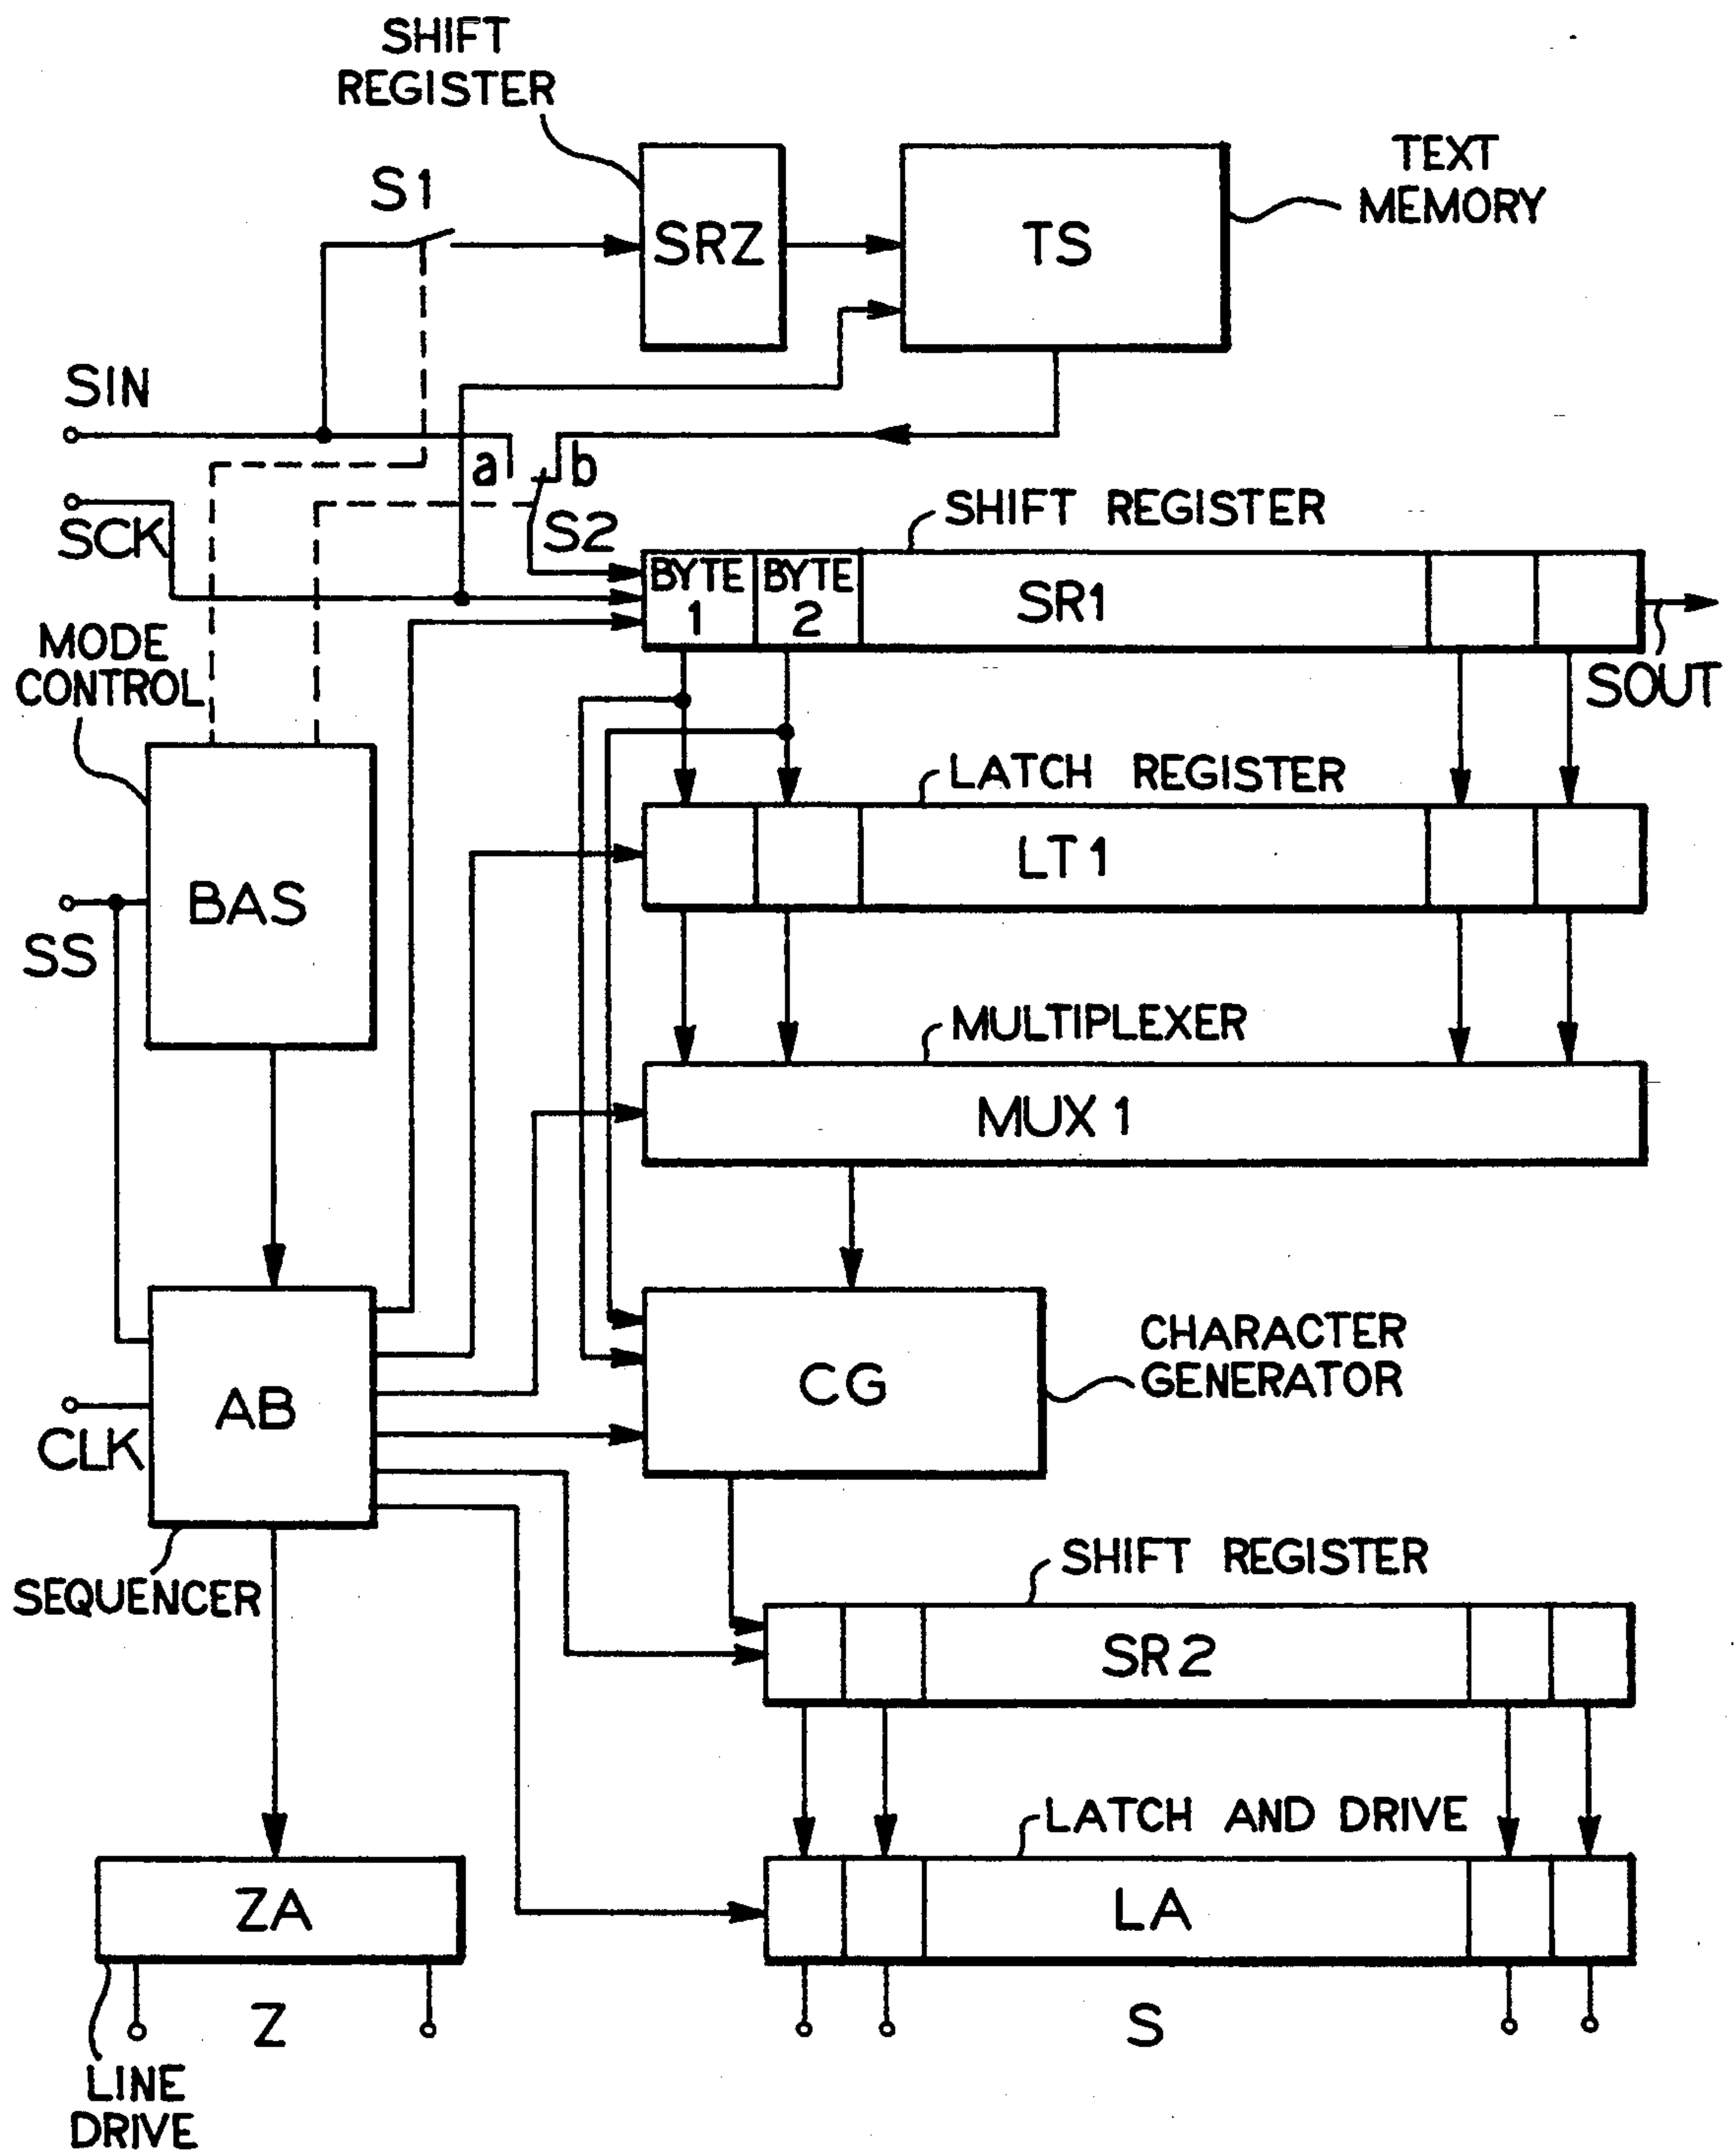 SHIFT
REGISTER
TEXT
MEMORY
S1
SRZ
TS
SIN
a
b
SCK
S2
SHIFT REGISTER
BYTE
1
BYTE
2
SR1
SOUT
MODE
CONTROL
LATCH REGISTER
LT1
BAS
SS
MULTIPLEXER
MUX1
CHARACTER
GENERATOR
CG
AB
CLK
SEQUENCER
SHIFT REGISTER
SR2
LATCH AND DRIVE
ZA
LA
Z
S
LINE
DRIVE